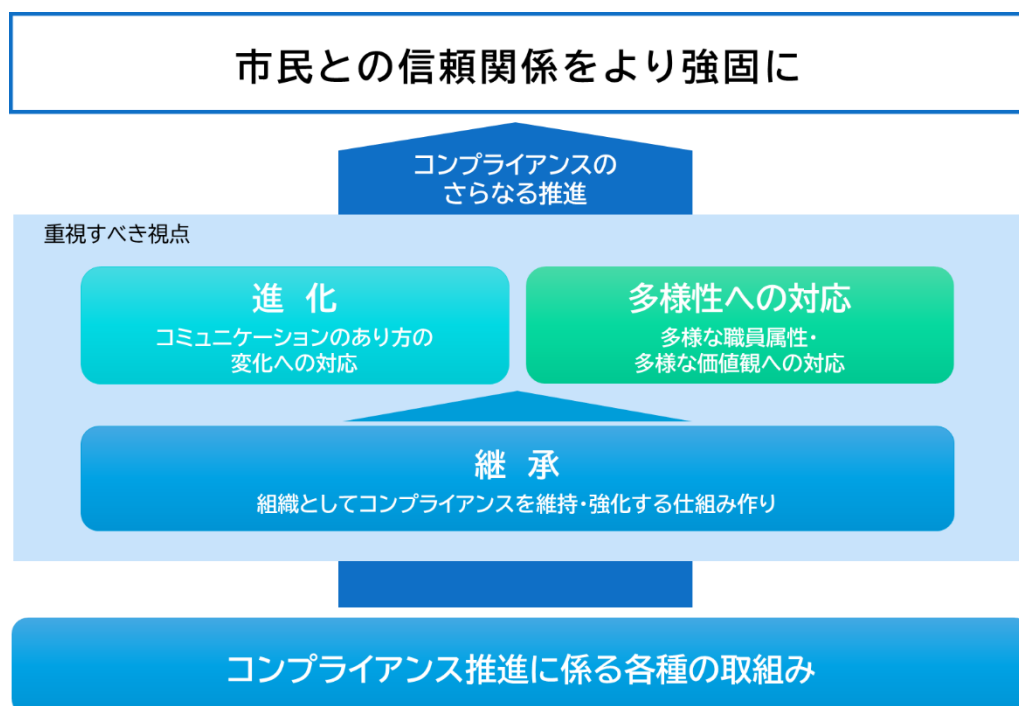 市民との信頼関係をより強固に
コンプライアンスの
さらなる推進
重視すべき視点
進 化
コミュニケーションのあり方の
変化への対応
多様性への対応
多様な職員属性・
多様な価値観への対応
継 承
組織としてコンプライアンスを維持・強化する仕組み作り
コンプライアンス推進に係る各種の取組み